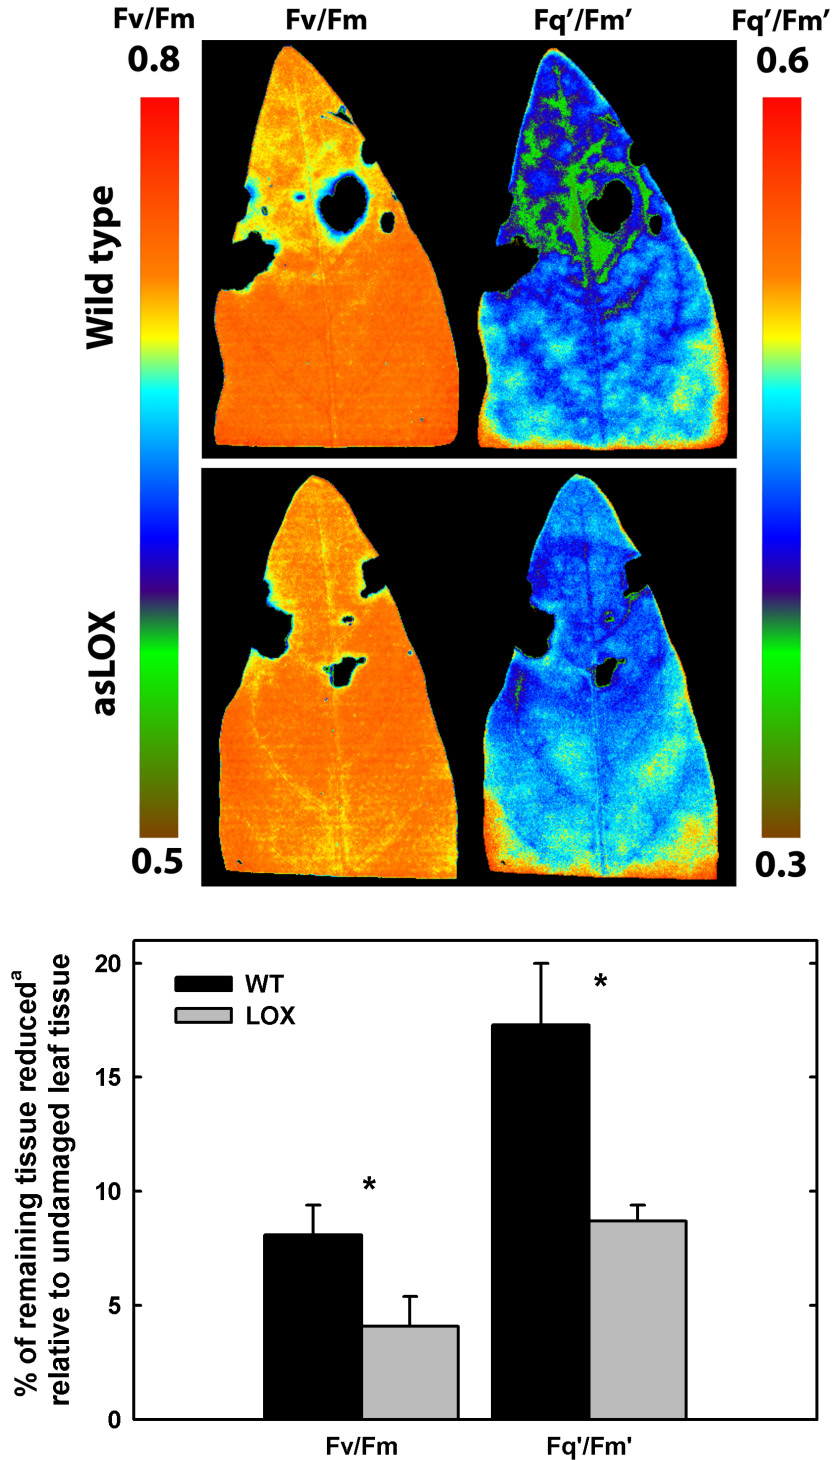 Fv/Fm Fv/Fm Fq’/Fm’ Fq’/Fm’
0.8 0.6
Wild type
asLOX
0.5 0.3
% of remaining tissue reducedᵃ
relative to undamaged leaf tissue
20
WT
*
LOX
15
*
10
5
0
Fv/Fm Fq'/Fm'